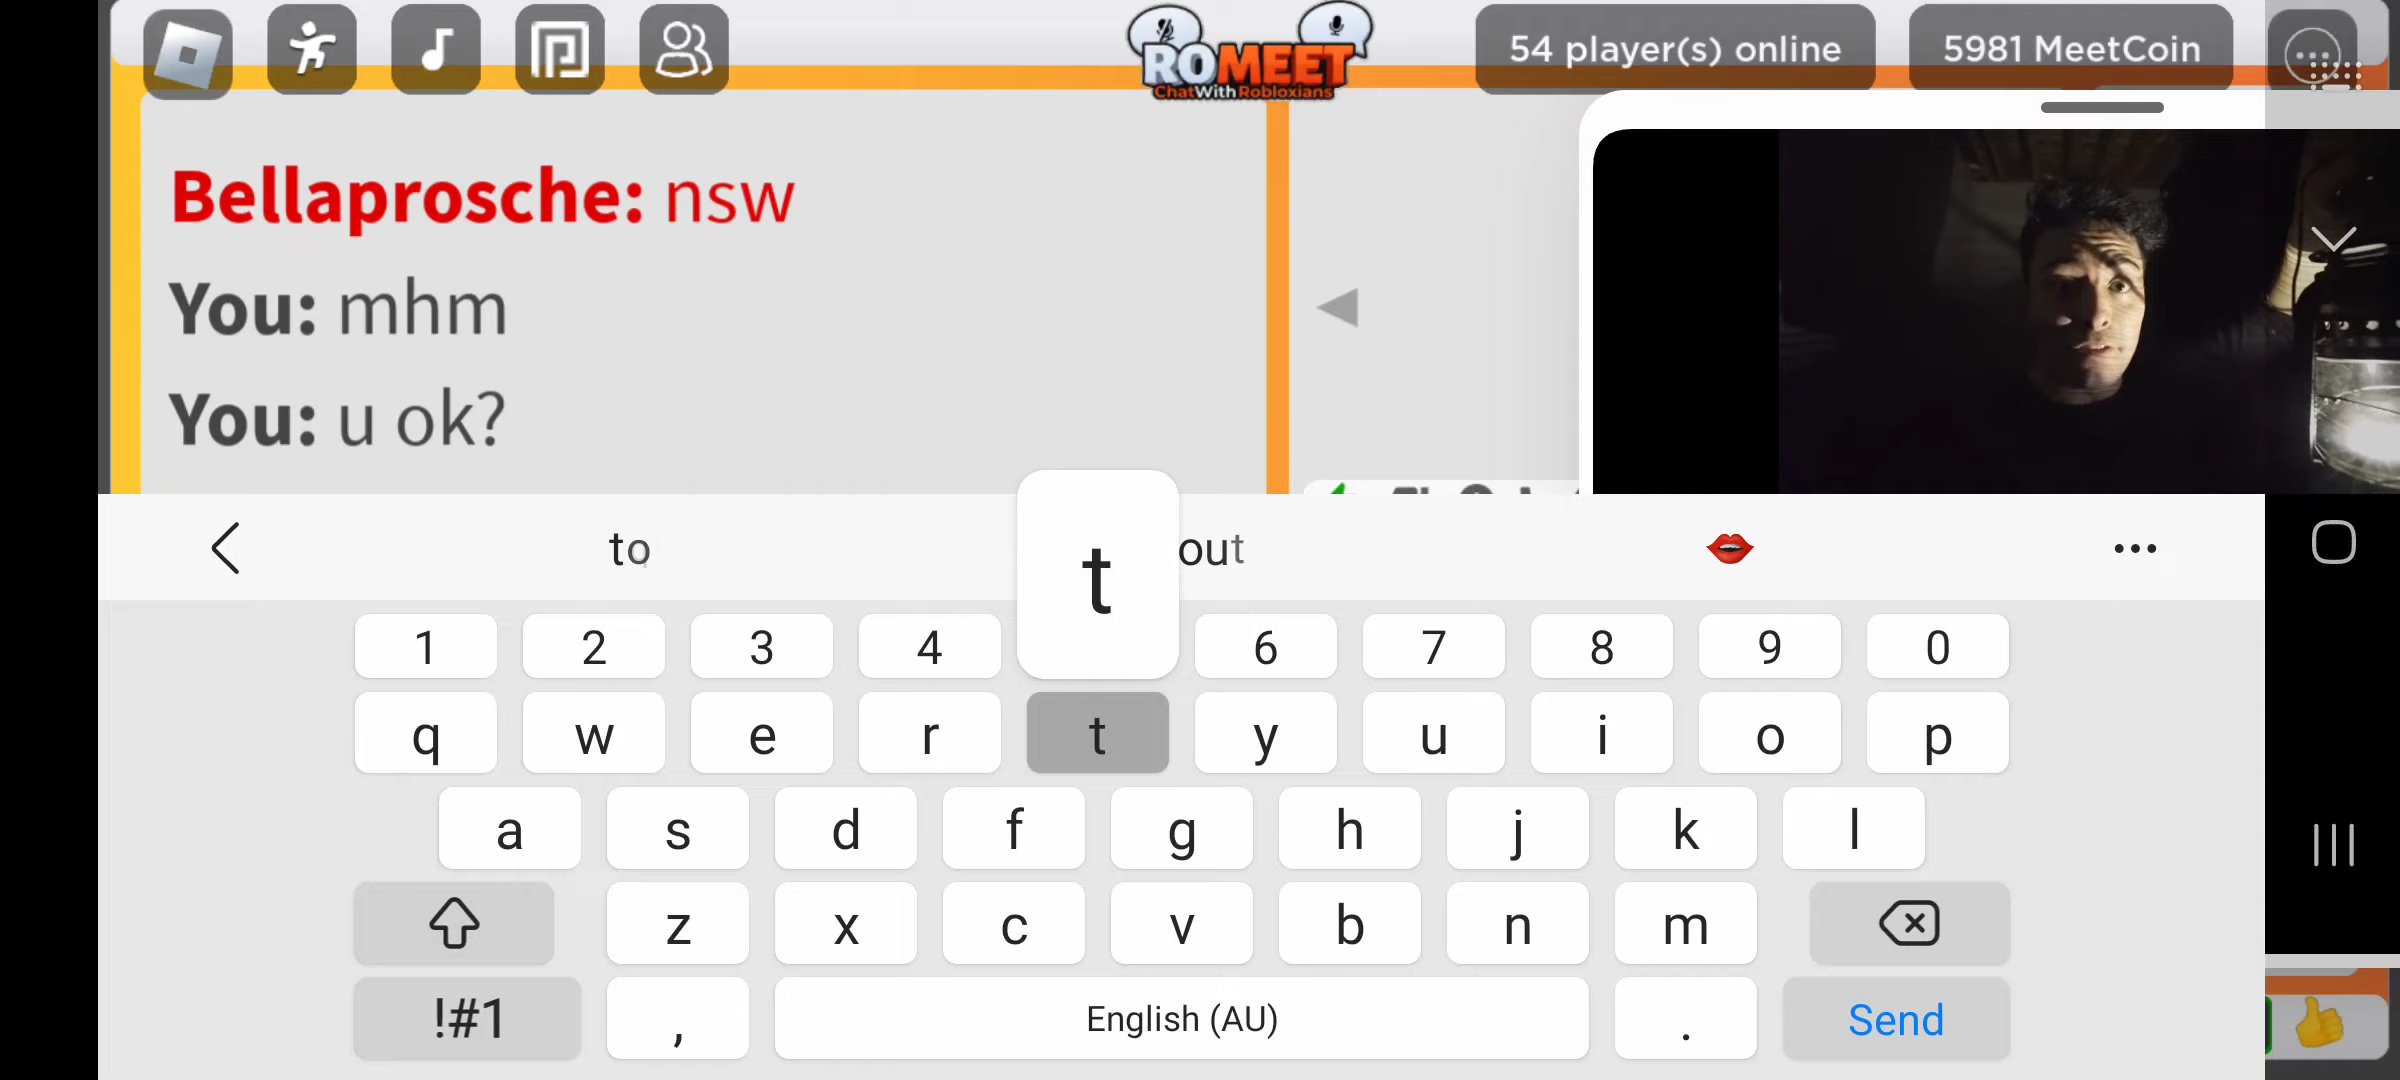 ROMEET
ChatWithRobloxians
54 player(s) online
5981 MeetCoin
Bellaprosche: nsw
You: mhm
You: u ok?
to
t
out
1 2 3 4 6 7 8 9 0
q w e r t y u i o p
a s d f g h j k l
z x c v b n m
!#1 , English (AU) . Send